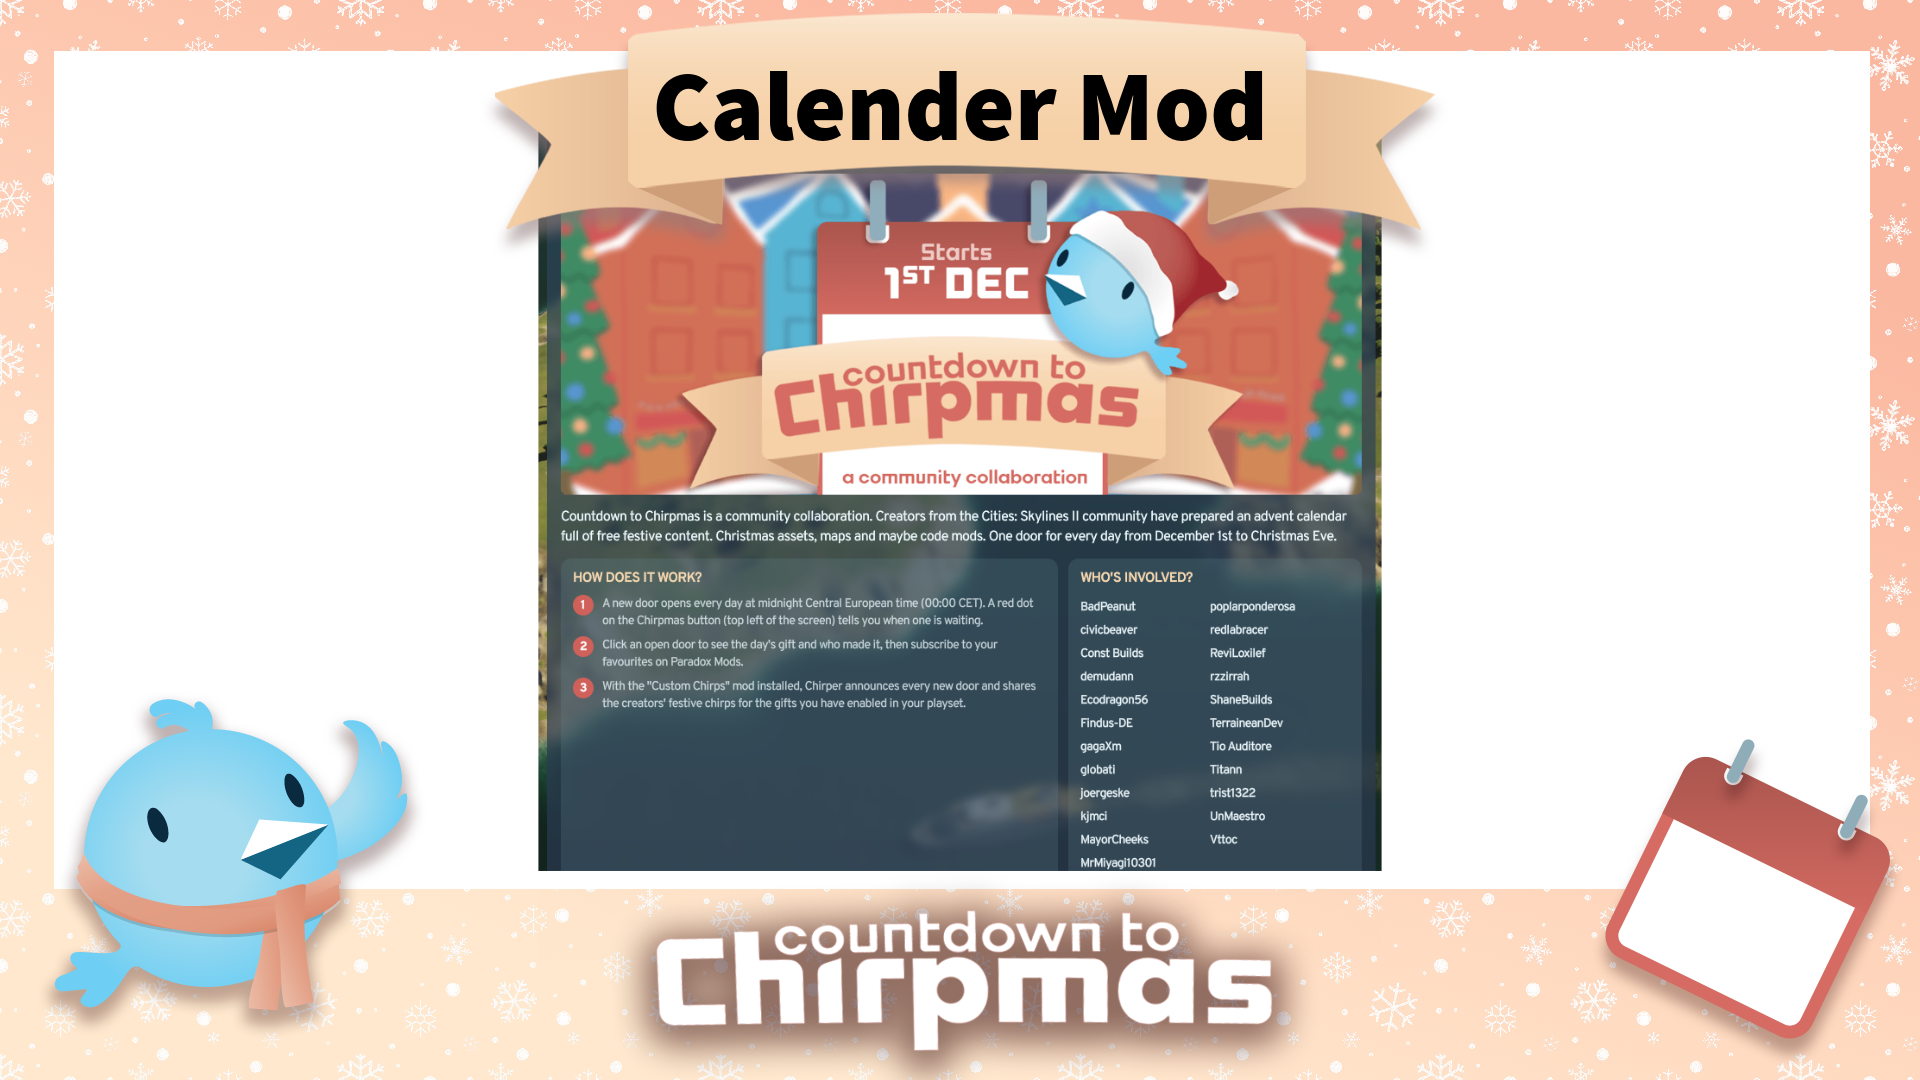 Calender Mod
Starts
1ST DEC
countdown to
Chirpmas
a community collaboration
Countdown to Chirpmas is a community collaboration. Creators from the Cities: Skylines II community have prepared an advent calendar
full of free festive content. Christmas assets, maps and maybe code mods. One door for every day from December 1st to Christmas Eve.
HOW DOES IT WORK?
1 A new door opens every day at midnight Central European time (00:00 CET). A red dot
on the Chirpmas button (top left of the screen) tells you when one is waiting.
2 Click an open door to see the day's gift and who made it, then subscribe to your
favourites on Paradox Mods.
3 With the "Custom Chirps" mod installed, Chirper announces every new door and shares
the creators' festive chirps for the gifts you have enabled in your playset.
WHO'S INVOLVED?
BadPeanut
civicbeaver
Const Builds
demudann
Ecodragon56
Findus-DE
gagaXm
globati
joergeske
kjmci
MayorCheeks
MrMiyagi10301
poplarponderosa
redlabracer
ReviLoxilef
rzzirrah
ShaneBuilds
TerraineanDev
Tio Auditore
Titann
trist1322
UnMaestro
Vttoc
countdown to
Chirpmas